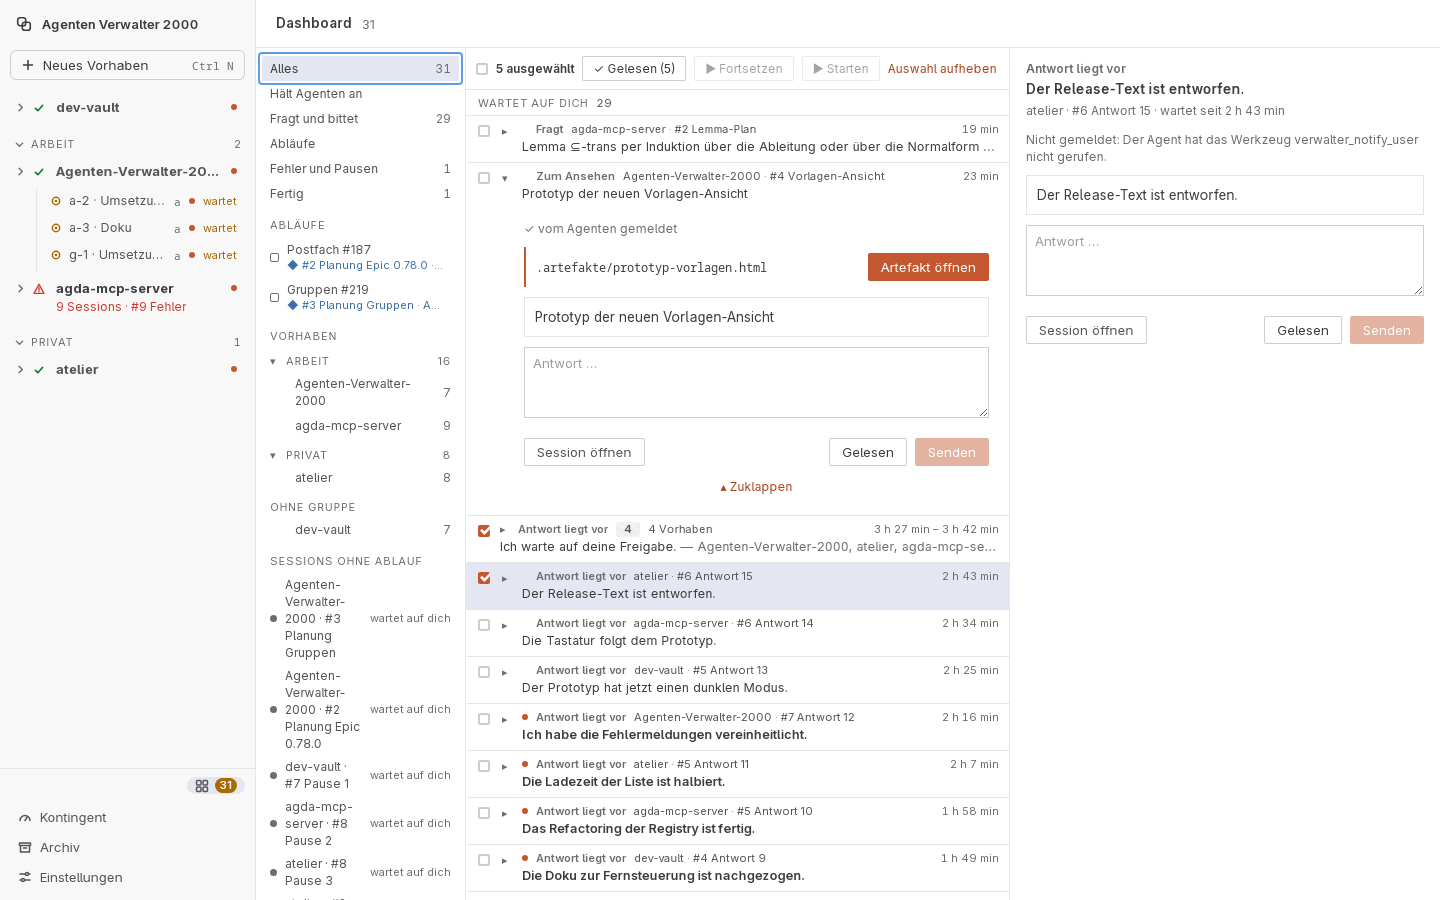 Agenten Verwalter 2000
Neues Vorhaben Ctrl N
dev-vault
ARBEIT 2
Agenten-Verwalter-20…
a-2 · Umsetzu… a wartet
a-3 · Doku a wartet
g-1 · Umsetzu… a wartet
agda-mcp-server
9 Sessions · #9 Fehler
PRIVAT 1
atelier
31
Kontingent
Archiv
Einstellungen
Dashboard 31
Alles 31
Hält Agenten an
Fragt und bittet 29
Abläufe
Fehler und Pausen 1
Fertig 1
ABLÄUFE
Postfach #187
◆ #2 Planung Epic 0.78.0 ·…
Gruppen #219
◆ #3 Planung Gruppen · A…
VORHABEN
▾ ARBEIT 16
Agenten-Verwalter-
2000 7
agda-mcp-server 9
▾ PRIVAT 8
atelier 8
OHNE GRUPPE
dev-vault 7
SESSIONS OHNE ABLAUF
Agenten-
Verwalter-
2000 · #3 wartet auf dich
Planung
Gruppen
Agenten-
Verwalter-
2000 · #2 wartet auf dich
Planung Epic
0.78.0
dev-vault ·
#7 Pause 1 wartet auf dich
agda-mcp-
server · #8 wartet auf dich
Pause 2
atelier · #8
Pause 3 wartet auf dich
5 ausgewählt ✓ Gelesen (5) ▶ Fortsetzen ▶ Starten Auswahl aufheben
WARTET AUF DICH 29
▸ Fragt agda-mcp-server · #2 Lemma-Plan 19 min
Lemma ⊆-trans per Induktion über die Ableitung oder über die Normalform …
▾ Zum Ansehen Agenten-Verwalter-2000 · #4 Vorlagen-Ansicht 23 min
Prototyp der neuen Vorlagen-Ansicht
✓ vom Agenten gemeldet
.artefakte/prototyp-vorlagen.html Artefakt öffnen
Prototyp der neuen Vorlagen-Ansicht
Antwort …
Session öffnen Gelesen Senden
▴ Zuklappen
▸ Antwort liegt vor 4 4 Vorhaben 3 h 27 min – 3 h 42 min
Ich warte auf deine Freigabe. — Agenten-Verwalter-2000, atelier, agda-mcp-se…
▸ Antwort liegt vor atelier · #6 Antwort 15 2 h 43 min
Der Release-Text ist entworfen.
▸ Antwort liegt vor agda-mcp-server · #6 Antwort 14 2 h 34 min
Die Tastatur folgt dem Prototyp.
▸ Antwort liegt vor dev-vault · #5 Antwort 13 2 h 25 min
Der Prototyp hat jetzt einen dunklen Modus.
▸ Antwort liegt vor Agenten-Verwalter-2000 · #7 Antwort 12 2 h 16 min
Ich habe die Fehlermeldungen vereinheitlicht.
▸ Antwort liegt vor atelier · #5 Antwort 11 2 h 7 min
Die Ladezeit der Liste ist halbiert.
▸ Antwort liegt vor agda-mcp-server · #5 Antwort 10 1 h 58 min
Das Refactoring der Registry ist fertig.
▸ Antwort liegt vor dev-vault · #4 Antwort 9 1 h 49 min
Die Doku zur Fernsteuerung ist nachgezogen.
Antwort liegt vor
Der Release-Text ist entworfen.
atelier · #6 Antwort 15 · wartet seit 2 h 43 min
Nicht gemeldet: Der Agent hat das Werkzeug verwalter_notify_user
nicht gerufen.
Der Release-Text ist entworfen.
Antwort …
Session öffnen Gelesen Senden